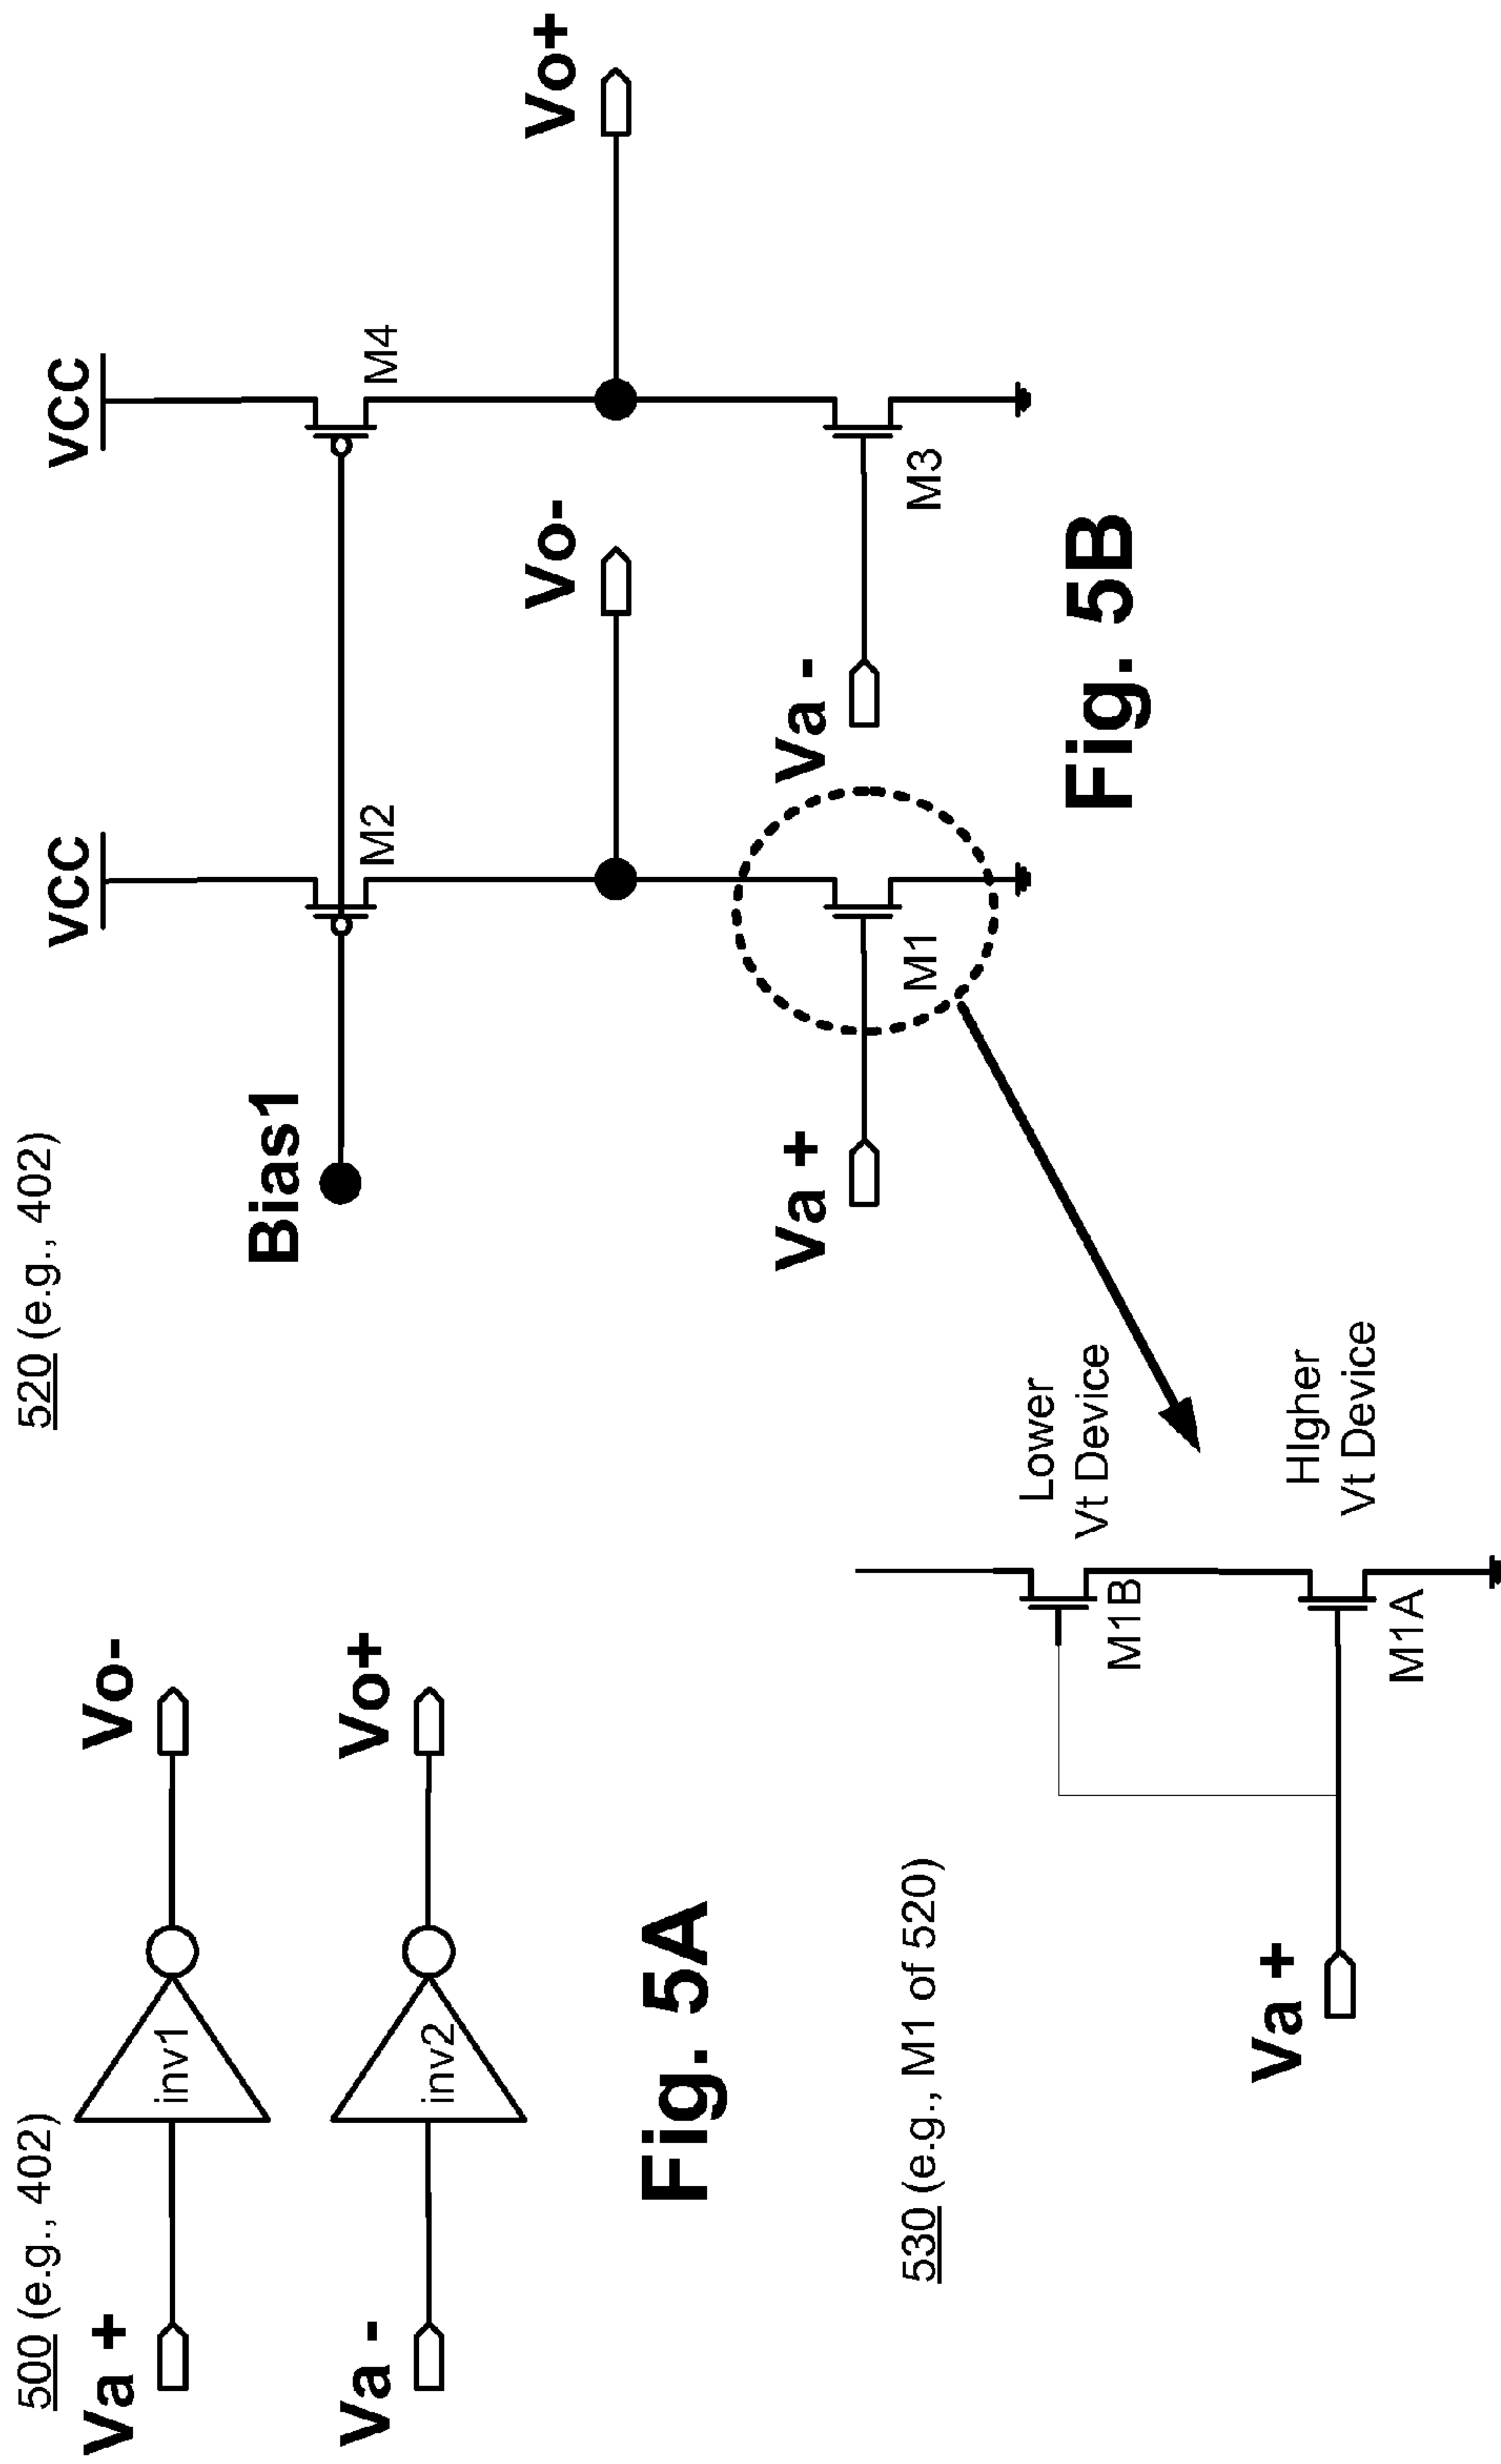 500 (e.g., 402)
Va +
inv1
Vo-
Va -
inv2
Vo+
Fig. 5A
520 (e.g., 402)
vcc
vcc
Bias1
M2
M4
Vo-
Vo+
Va +
M1
Va -
M3
Fig. 5B
530 (e.g., M1 of 520)
Lower
Vt Device
M1B
HIgher
Vt Device
Va +
M1A